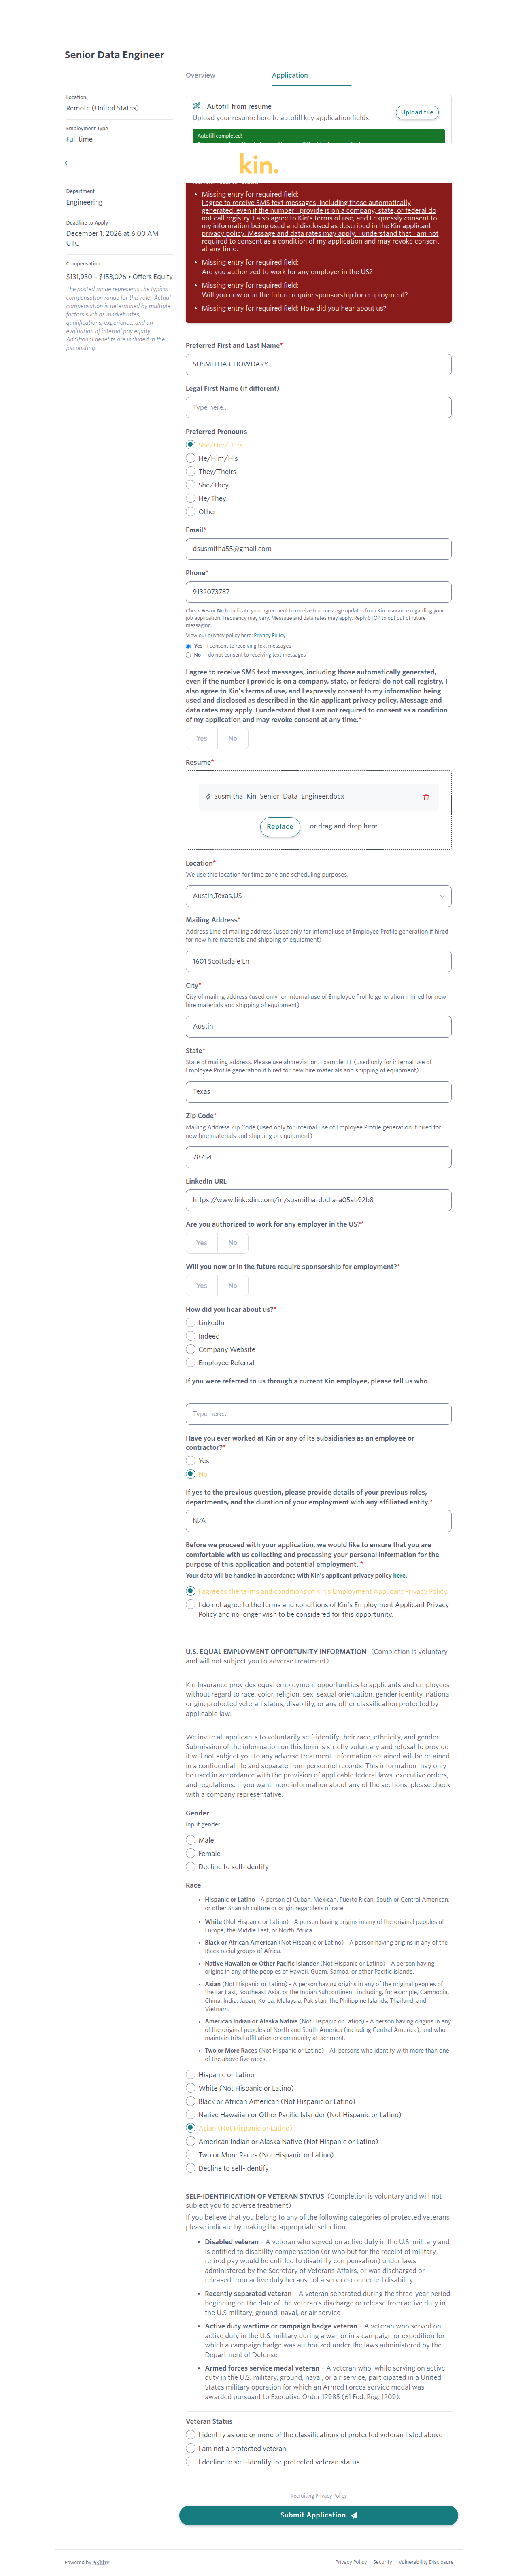 Senior Data Engineer
Overview
Application
Location
Remote (United States)
Employment Type
Full time
Department
Engineering
Deadline to Apply
December 1, 2026 at 6:00 AM
UTC
Compensation
$131,950 – $153,026 • Offers Equity
The posted range represents the typical
compensation range for this role. Actual
compensation is determined by multiple
factors such as market rates,
qualifications, experience, and an
evaluation of internal pay equity.
Additional benefits are included in the
job posting.
Autofill from resume
Upload your resume here to autofill key application fields.
Upload file
Autofill completed!
kin.
Missing entry for required field:
I agree to receive SMS text messages, including those automatically
generated, even if the number I provide is on a company, state, or federal do
not call registry. I also agree to Kin's terms of use, and I expressly consent to
my information being used and disclosed as described in the Kin applicant
privacy policy. Message and data rates may apply. I understand that I am not
required to consent as a condition of my application and may revoke consent
at any time.
Missing entry for required field:
Are you authorized to work for any employer in the US?
Missing entry for required field:
Will you now or in the future require sponsorship for employment?
Missing entry for required field: How did you hear about us?
Preferred First and Last Name*
SUSMITHA CHOWDARY
Legal First Name (if different)
Type here...
Preferred Pronouns
She/Her/Hers
He/Him/His
They/Theirs
She/They
He/They
Other
Email*
dsusmitha55@gmail.com
Phone*
9132073787
Check Yes or No to indicate your agreement to receive text message updates from Kin Insurance regarding your
job application. Frequency may vary. Message and data rates may apply. Reply STOP to opt out of future
messaging.
View our privacy policy here: Privacy Policy
Yes - I consent to receiving text messages
No - I do not consent to receiving text messages
I agree to receive SMS text messages, including those automatically generated,
even if the number I provide is on a company, state, or federal do not call registry. I
also agree to Kin's terms of use, and I expressly consent to my information being
used and disclosed as described in the Kin applicant privacy policy. Message and
data rates may apply. I understand that I am not required to consent as a condition
of my application and may revoke consent at any time.*
Yes No
Resume*
Susmitha_Kin_Senior_Data_Engineer.docx
Replace or drag and drop here
Location*
We use this location for time zone and scheduling purposes.
Austin,Texas,US
Mailing Address*
Address Line of mailing address (used only for internal use of Employee Profile generation if hired
for new hire materials and shipping of equipment)
1601 Scottsdale Ln
City*
City of mailing address (used only for internal use of Employee Profile generation if hired for new
hire materials and shipping of equipment)
Austin
State*
State of mailing address. Please use abbreviation. Example: FL (used only for internal use of
Employee Profile generation if hired for new hire materials and shipping of equipment)
Texas
Zip Code*
Mailing Address Zip Code (used only for internal use of Employee Profile generation if hired for
new hire materials and shipping of equipment)
78754
LinkedIn URL
https://www.linkedin.com/in/susmitha-dodla-a05ab92b8
Are you authorized to work for any employer in the US?*
Yes No
Will you now or in the future require sponsorship for employment?*
Yes No
How did you hear about us?*
LinkedIn
Indeed
Company Website
Employee Referral
If you were referred to us through a current Kin employee, please tell us who
Type here...
Have you ever worked at Kin or any of its subsidiaries as an employee or
contractor?*
Yes
No
If yes to the previous question, please provide details of your previous roles,
departments, and the duration of your employment with any affiliated entity.*
N/A
Before we proceed with your application, we would like to ensure that you are
comfortable with us collecting and processing your personal information for the
purpose of this application and potential employment. *
Your data will be handled in accordance with Kin's applicant privacy policy here.
I agree to the terms and conditions of Kin's Employment Applicant Privacy Policy
I do not agree to the terms and conditions of Kin's Employment Applicant Privacy
Policy and no longer wish to be considered for this opportunity.
U.S. EQUAL EMPLOYMENT OPPORTUNITY INFORMATION (Completion is voluntary
and will not subject you to adverse treatment)
Kin Insurance provides equal employment opportunities to applicants and employees
without regard to race, color, religion, sex, sexual orientation, gender identity, national
origin, protected veteran status, disability, or any other classification protected by
applicable law.
We invite all applicants to voluntarily self-identify their race, ethnicity, and gender.
Submission of the information on this form is strictly voluntary and refusal to provide
it will not subject you to any adverse treatment. Information obtained will be retained
in a confidential file and separate from personnel records. This information may only
be used in accordance with the provision of applicable federal laws, executive orders,
and regulations. If you want more information about any of the sections, please check
with a company representative.
Gender
Input gender
Male
Female
Decline to self-identify
Race
Hispanic or Latino - A person of Cuban, Mexican, Puerto Rican, South or Central American,
or other Spanish culture or origin regardless of race.
White (Not Hispanic or Latino) - A person having origins in any of the original peoples of
Europe, the Middle East, or North Africa.
Black or African American (Not Hispanic or Latino) - A person having origins in any of the
Black racial groups of Africa.
Native Hawaiian or Other Pacific Islander (Not Hispanic or Latino) - A person having
origins in any of the peoples of Hawaii, Guam, Samoa, or other Pacific Islands.
Asian (Not Hispanic or Latino) - A person having origins in any of the original peoples of
the Far East, Southeast Asia, or the Indian Subcontinent, including, for example, Cambodia,
China, India, Japan, Korea, Malaysia, Pakistan, the Philippine Islands, Thailand, and
Vietnam.
American Indian or Alaska Native (Not Hispanic or Latino) - A person having origins in any
of the original peoples of North and South America (including Central America), and who
maintain tribal affiliation or community attachment.
Two or More Races (Not Hispanic or Latino) - All persons who identify with more than one
of the above five races.
Hispanic or Latino
White (Not Hispanic or Latino)
Black or African American (Not Hispanic or Latino)
Native Hawaiian or Other Pacific Islander (Not Hispanic or Latino)
Asian (Not Hispanic or Latino)
American Indian or Alaska Native (Not Hispanic or Latino)
Two or More Races (Not Hispanic or Latino)
Decline to self-identify
SELF-IDENTIFICATION OF VETERAN STATUS (Completion is voluntary and will not
subject you to adverse treatment)
If you believe that you belong to any of the following categories of protected veterans,
please indicate by making the appropriate selection
Disabled veteran – A veteran who served on active duty in the U.S. military and
is entitled to disability compensation (or who but for the receipt of military
retired pay would be entitled to disability compensation) under laws
administered by the Secretary of Veterans Affairs, or was discharged or
released from active duty because of a service-connected disability
Recently separated veteran – A veteran separated during the three-year period
beginning on the date of the veteran's discharge or release from active duty in
the U.S military, ground, naval, or air service
Active duty wartime or campaign badge veteran – A veteran who served on
active duty in the U.S. military during a war, or in a campaign or expedition for
which a campaign badge was authorized under the laws administered by the
Department of Defense
Armed forces service medal veteran – A veteran who, while serving on active
duty in the U.S. military, ground, naval, or air service, participated in a United
States military operation for which an Armed Forces service medal was
awarded pursuant to Executive Order 12985 (61 Fed. Reg. 1209).
Veteran Status
I identify as one or more of the classifications of protected veteran listed above
I am not a protected veteran
I decline to self-identify for protected veteran status
Recruiting Privacy Policy
Submit Application
Powered by Ashby
Privacy Policy Security Vulnerability Disclosure